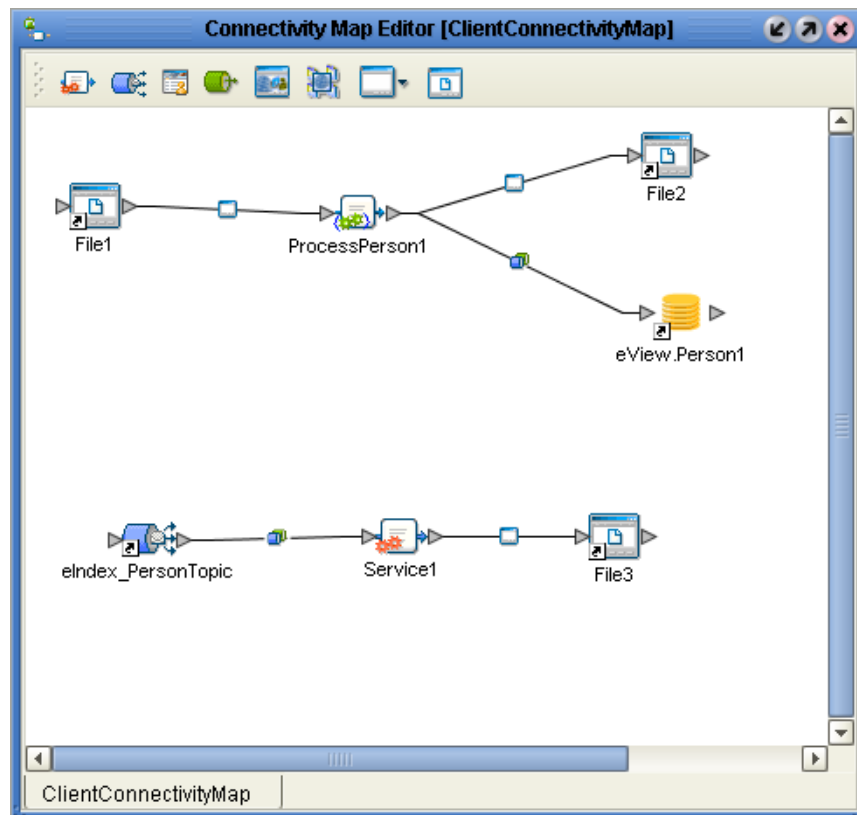 Connectivity Map Editor [ClientConnectivityMap]
File1
ProcessPerson1
File2
eView.Person1
eIndex_PersonTopic
Service1
File3
ClientConnectivityMap